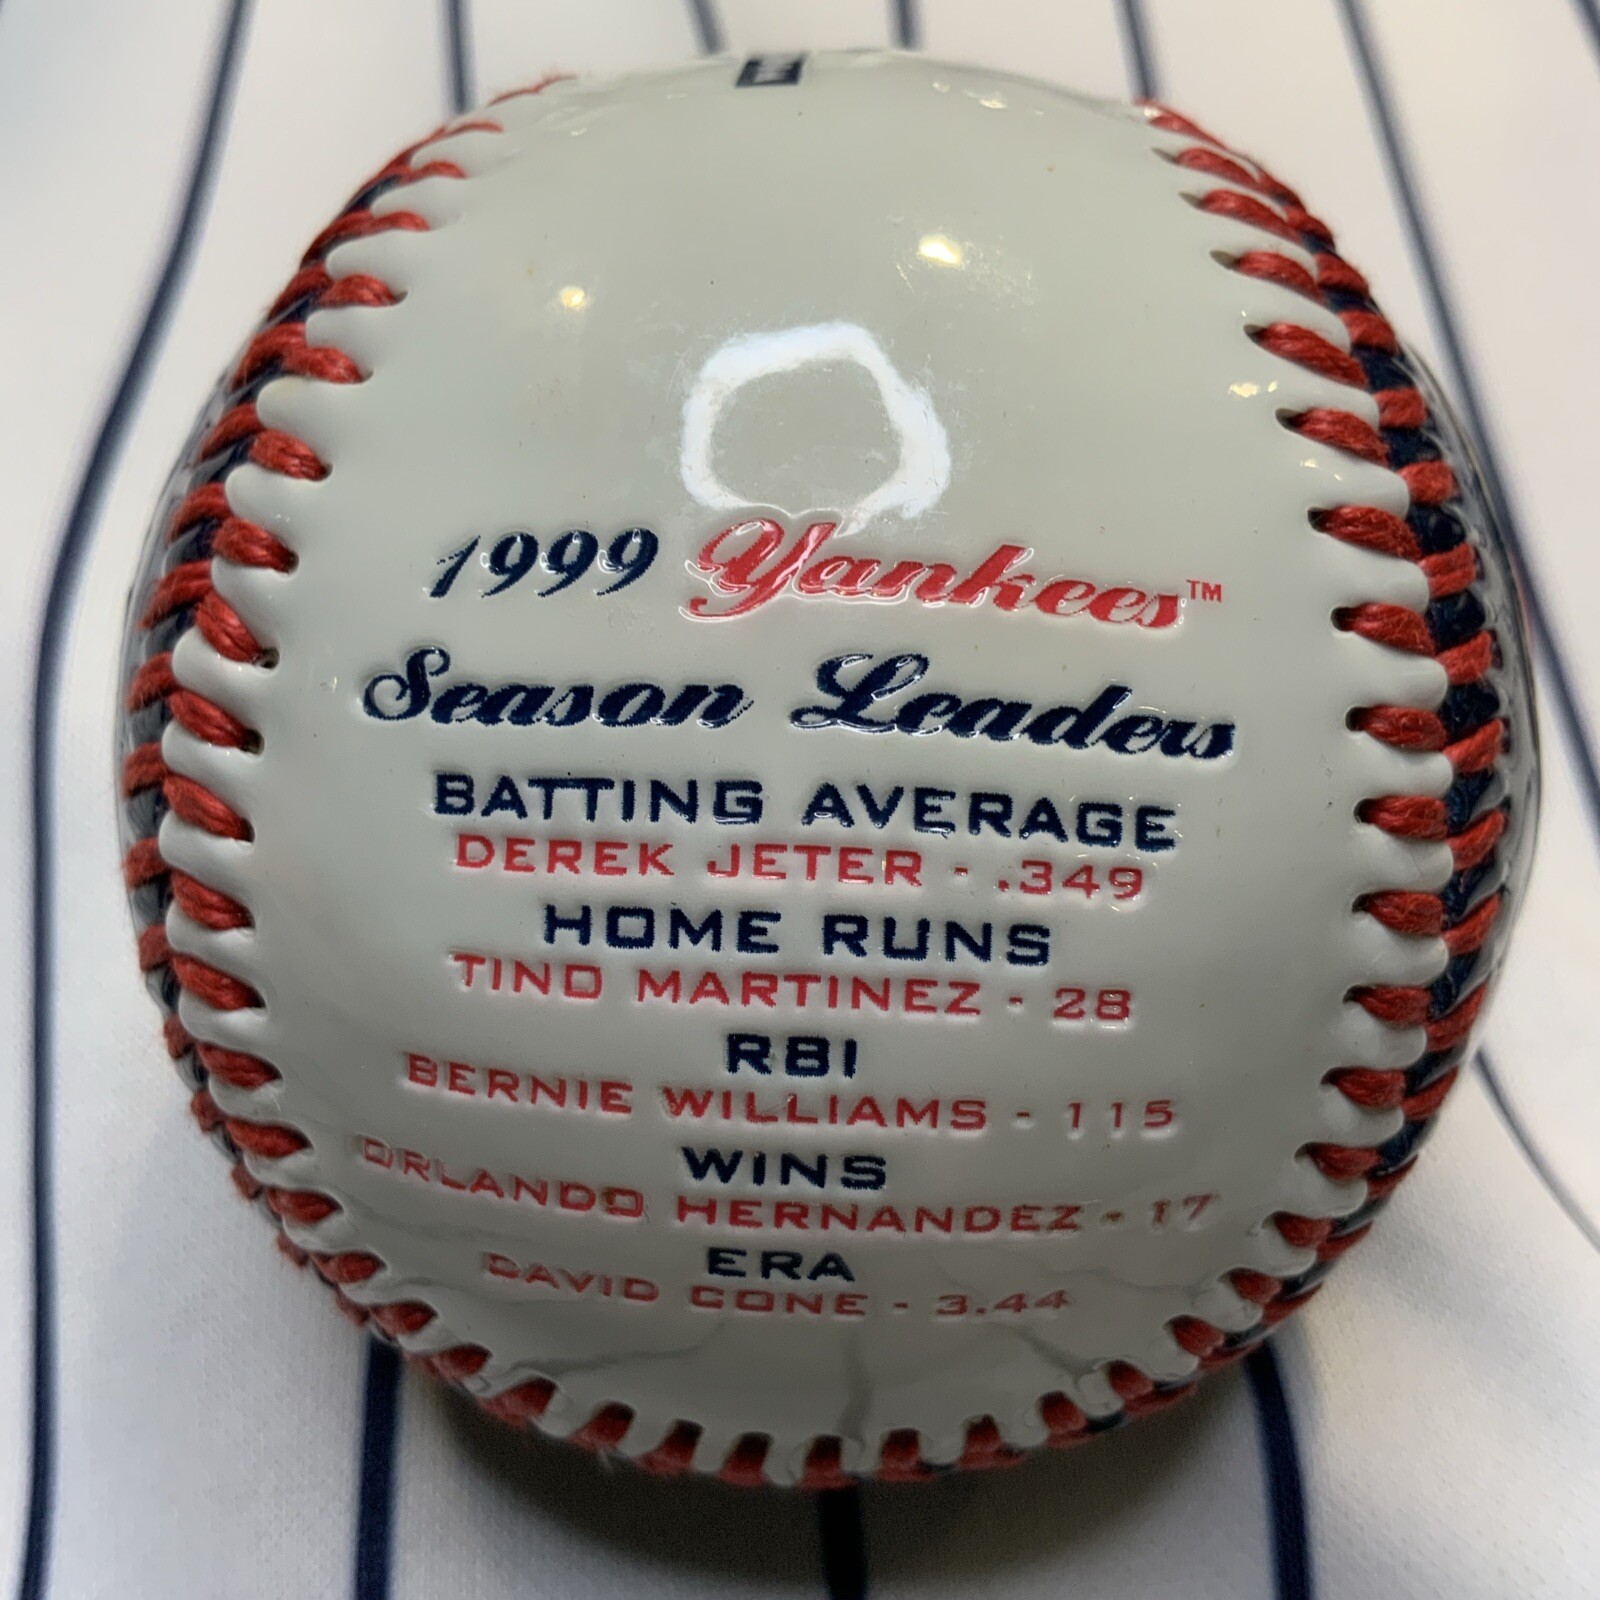 1999 Yankees™
Season Leaders
BATTING AVERAGE
DEREK JETER - .349
HOME RUNS
TINO MARTINEZ - 28
RBI
BERNIE WILLIAMS - 115
WINS
ORLANDO HERNANDEZ - 17
ERA
DAVID CONE - 3.44